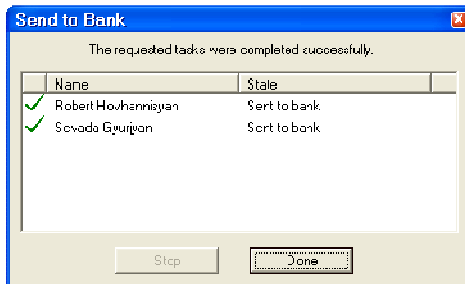 Send to Bank
The requested tasks were completed successfully.
Name State
Robert Hovhannisyan Sent to bank
Sevada Gyurjyan Sent to bank
Stop Done